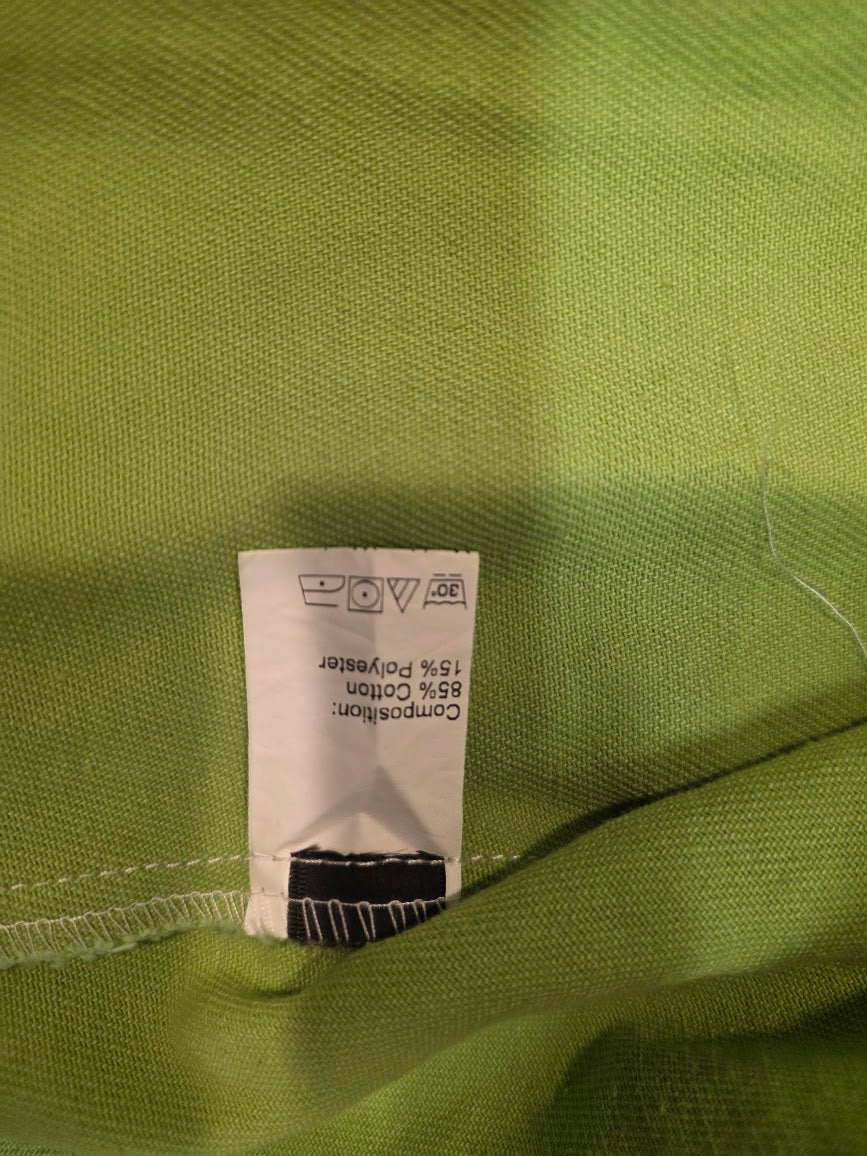 Composition:
85% Cotton
15% Polyester
30°